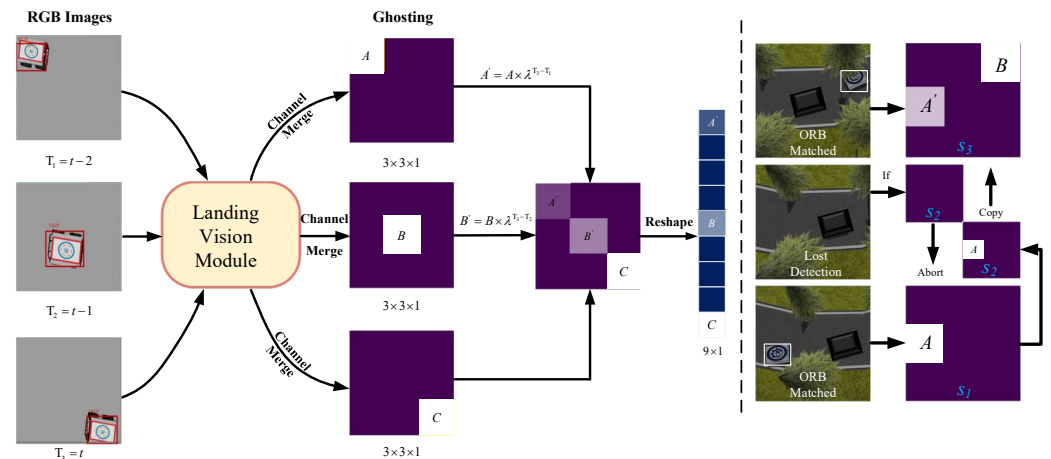 RGB Images
Ghosting
T₁ = t − 2
T₂ = t − 1
T₃ = t
Landing
Vision
Module
Channel
Merge
Channel
Merge
Channel
Merge
A
3×3×1
B
3×3×1
C
3×3×1
A' = A × λ^{T₃−T₁}
B' = B × λ^{T₃−T₂}
A'
B'
C
Reshape
A'
B'
C
9×1
ORB
Matched
A'
B
s₃
If
Lost
Detection
s₂
Copy
Abort
A
s₂
ORB
Matched
A
s₁